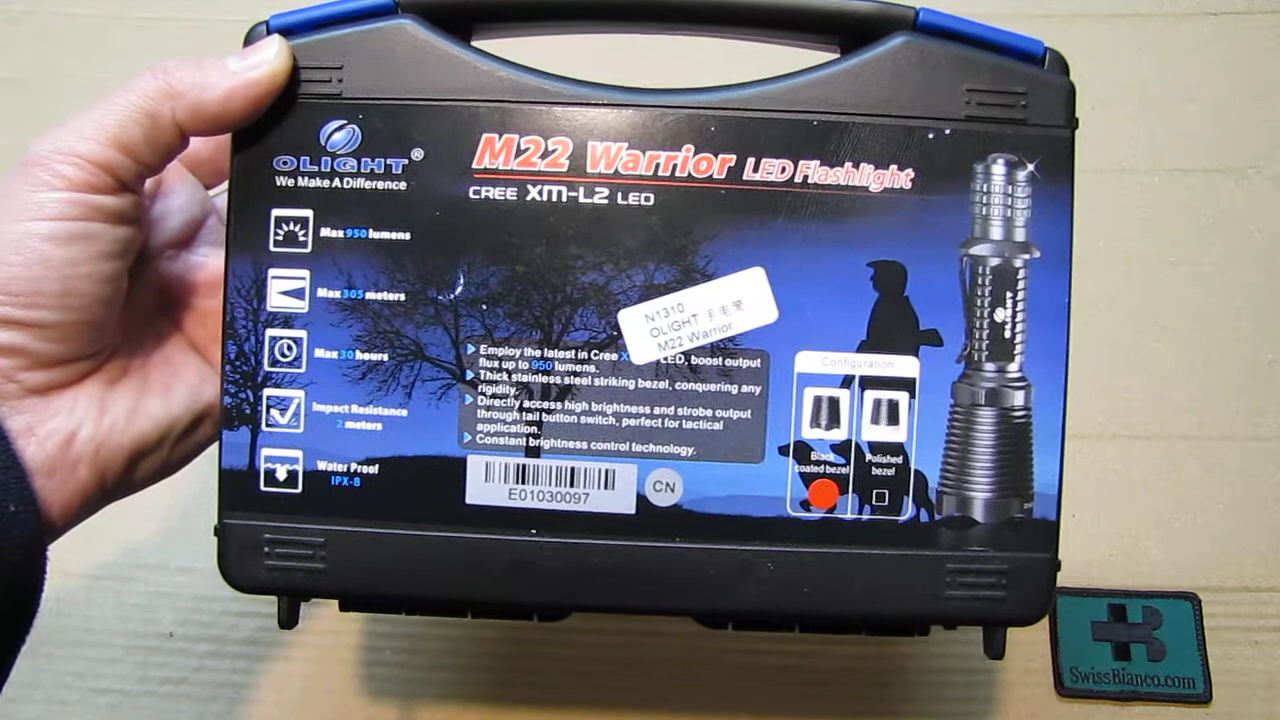 OLIGHT®
We Make A Difference
M22 Warrior LED Flashlight
CREE XM-L2 LED
Max 950 lumens
Max 305 meters
Max 30 hours
Impact Resistance
2 meters
Water Proof
IPX-8
N1310
OLIGHT 手电筒
M22 Warrior
Employ the latest in Cree X LED, boost output
flux up to 950 lumens.
Thick stainless steel striking bezel, conquering any
rigidity.
Directly access high brightness and strobe output
through tail button switch, perfect for tactical
application.
Constant brightness control technology.
E01030097
CN
Configuration
Black
coated bezel
Polished
bezel
OLIGHT
SwissBianco.com